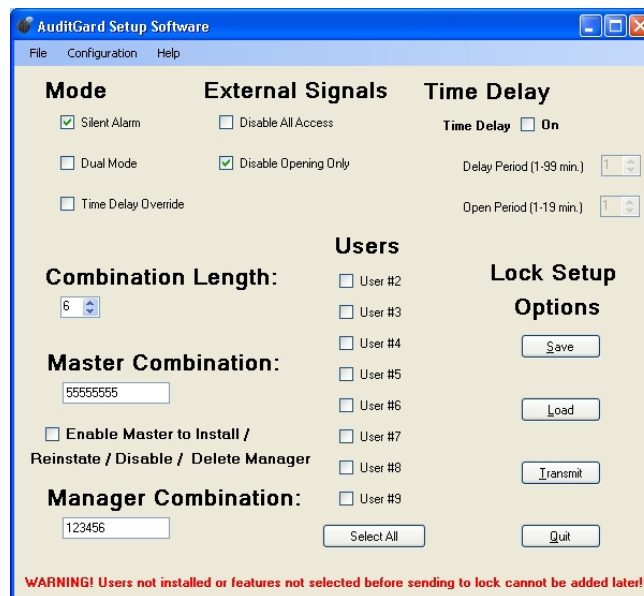 AuditGard Setup Software
File Configuration Help
Mode
Silent Alarm
Dual Mode
Time Delay Override
External Signals
Disable All Access
Disable Opening Only
Time Delay
Time Delay On
Delay Period (1-99 min.) 1
Open Period (1-19 min.) 1
Combination Length:
6
Master Combination:
55555555
Enable Master to Install /
Reinstate / Disable / Delete Manager
Manager Combination:
123456
Users
User #2
User #3
User #4
User #5
User #6
User #7
User #8
User #9
Select All
Lock Setup
Options
Save
Load
Transmit
Quit
WARNING! Users not installed or features not selected before sending to lock cannot be added later!